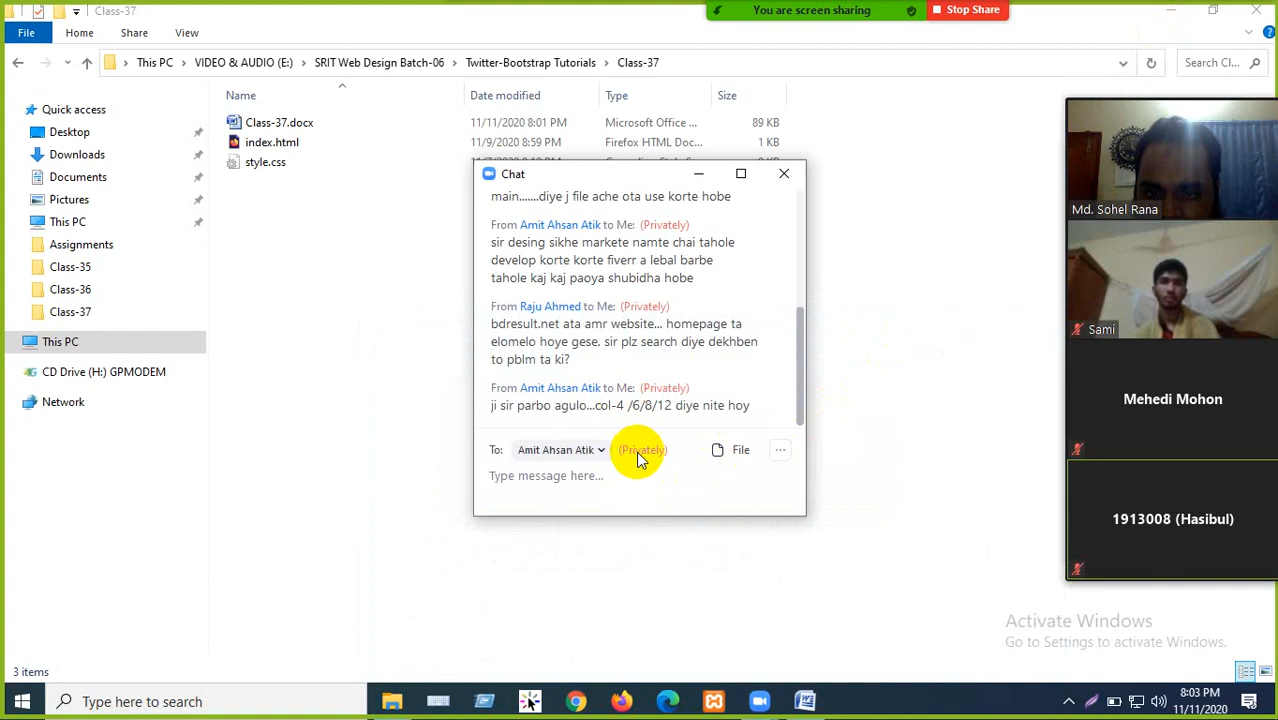 Class-37
You are screen sharing
Stop Share
File Home Share View
This PC VIDEO & AUDIO (E:) SRIT Web Design Batch-06 Twitter-Bootstrap Tutorials Class-37
Search Cl...
Name Date modified Type Size
Quick access
Desktop
Downloads
Documents
Pictures
This PC
Assignments
Class-35
Class-36
Class-37
This PC
CD Drive (H:) GPMODEM
Network
Class-37.docx 11/11/2020 8:01 PM Microsoft Office ... 89 KB
index.html 11/9/2020 8:59 PM Firefox HTML Doc... 1 KB
style.css
Chat
main.......diye j file ache ota use korte hobe
From Amit Ahsan Atik to Me: (Privately)
sir desing sikhe markete namte chai tahole
develop korte korte fiverr a lebal barbe
tahole kaj kaj paoya shubidha hobe
From Raju Ahmed to Me: (Privately)
bdresult.net ata amr website... homepage ta
elomelo hoye gese, sir plz search diye dekhben
to pblm ta ki?
From Amit Ahsan Atik to Me: (Privately)
ji sir parbo agulo...col-4 /6/8/12 diye nite hoy
To: Amit Ahsan Atik (Privately) File ...
Type message here...
Md. Sohel Rana
Sami
Mehedi Mohon
1913008 (Hasibul)
Activate Windows
Go to Settings to activate Windows.
3 items
Type here to search
8:03 PM
11/11/2020